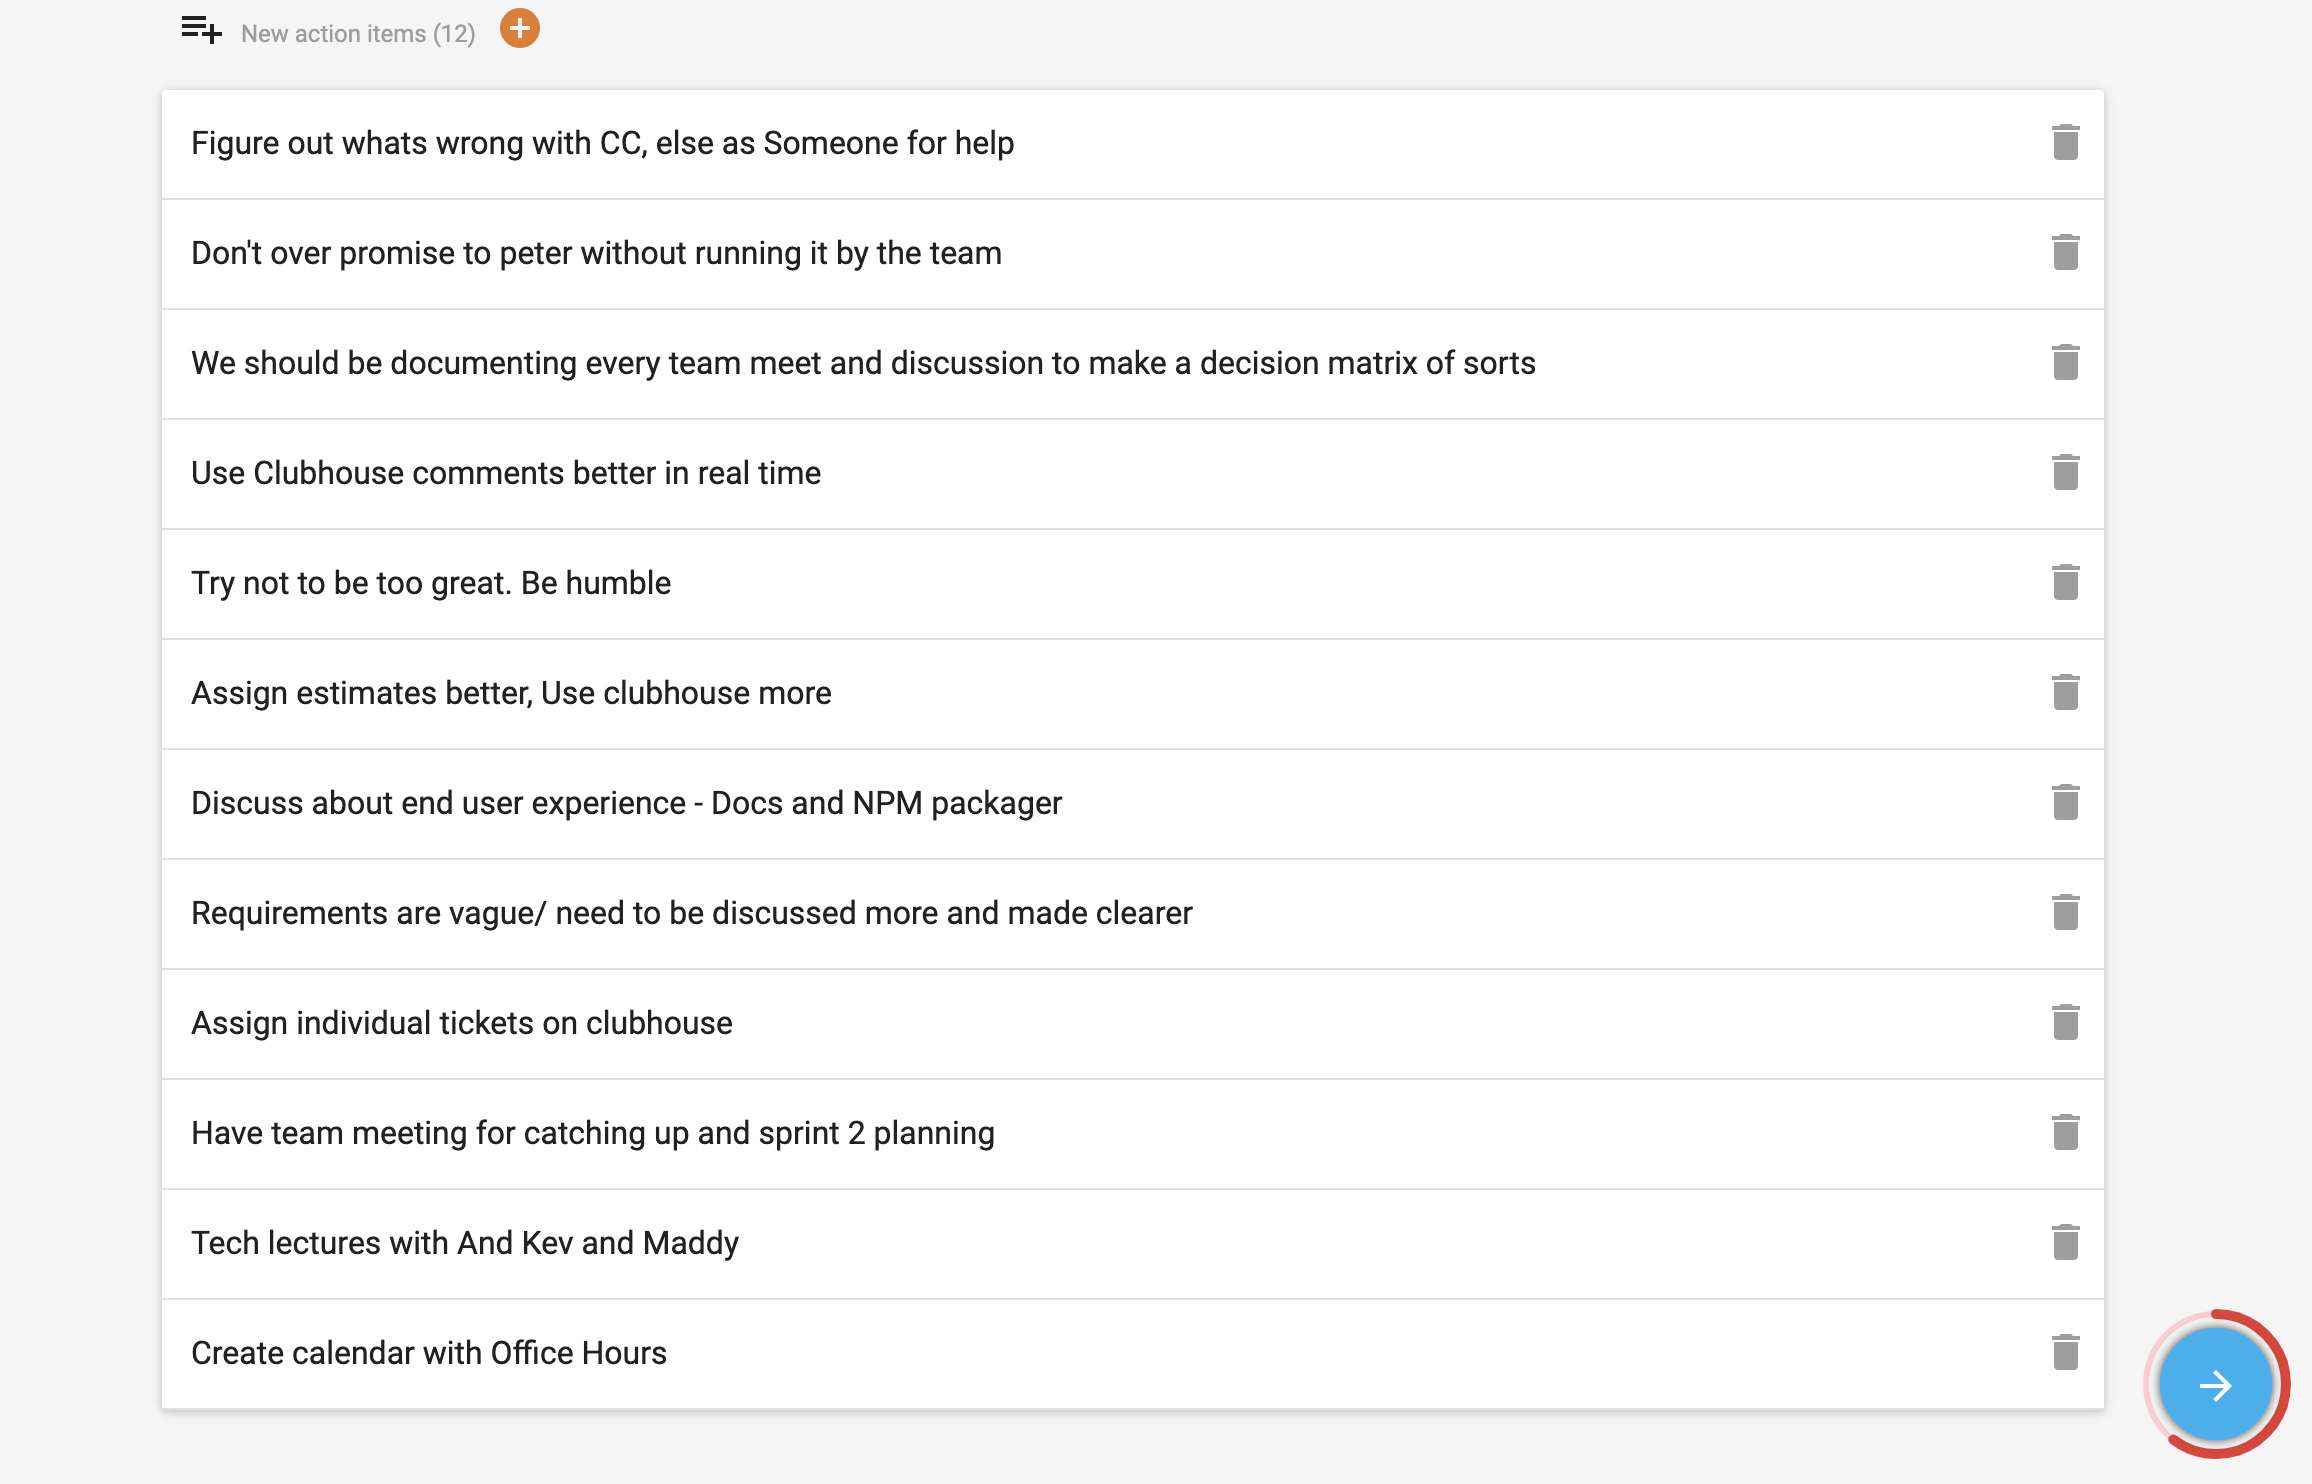 New action items (12)
Figure out whats wrong with CC, else as Someone for help
Don't over promise to peter without running it by the team
We should be documenting every team meet and discussion to make a decision matrix of sorts
Use Clubhouse comments better in real time
Try not to be too great. Be humble
Assign estimates better, Use clubhouse more
Discuss about end user experience - Docs and NPM packager
Requirements are vague/ need to be discussed more and made clearer
Assign individual tickets on clubhouse
Have team meeting for catching up and sprint 2 planning
Tech lectures with And Kev and Maddy
Create calendar with Office Hours